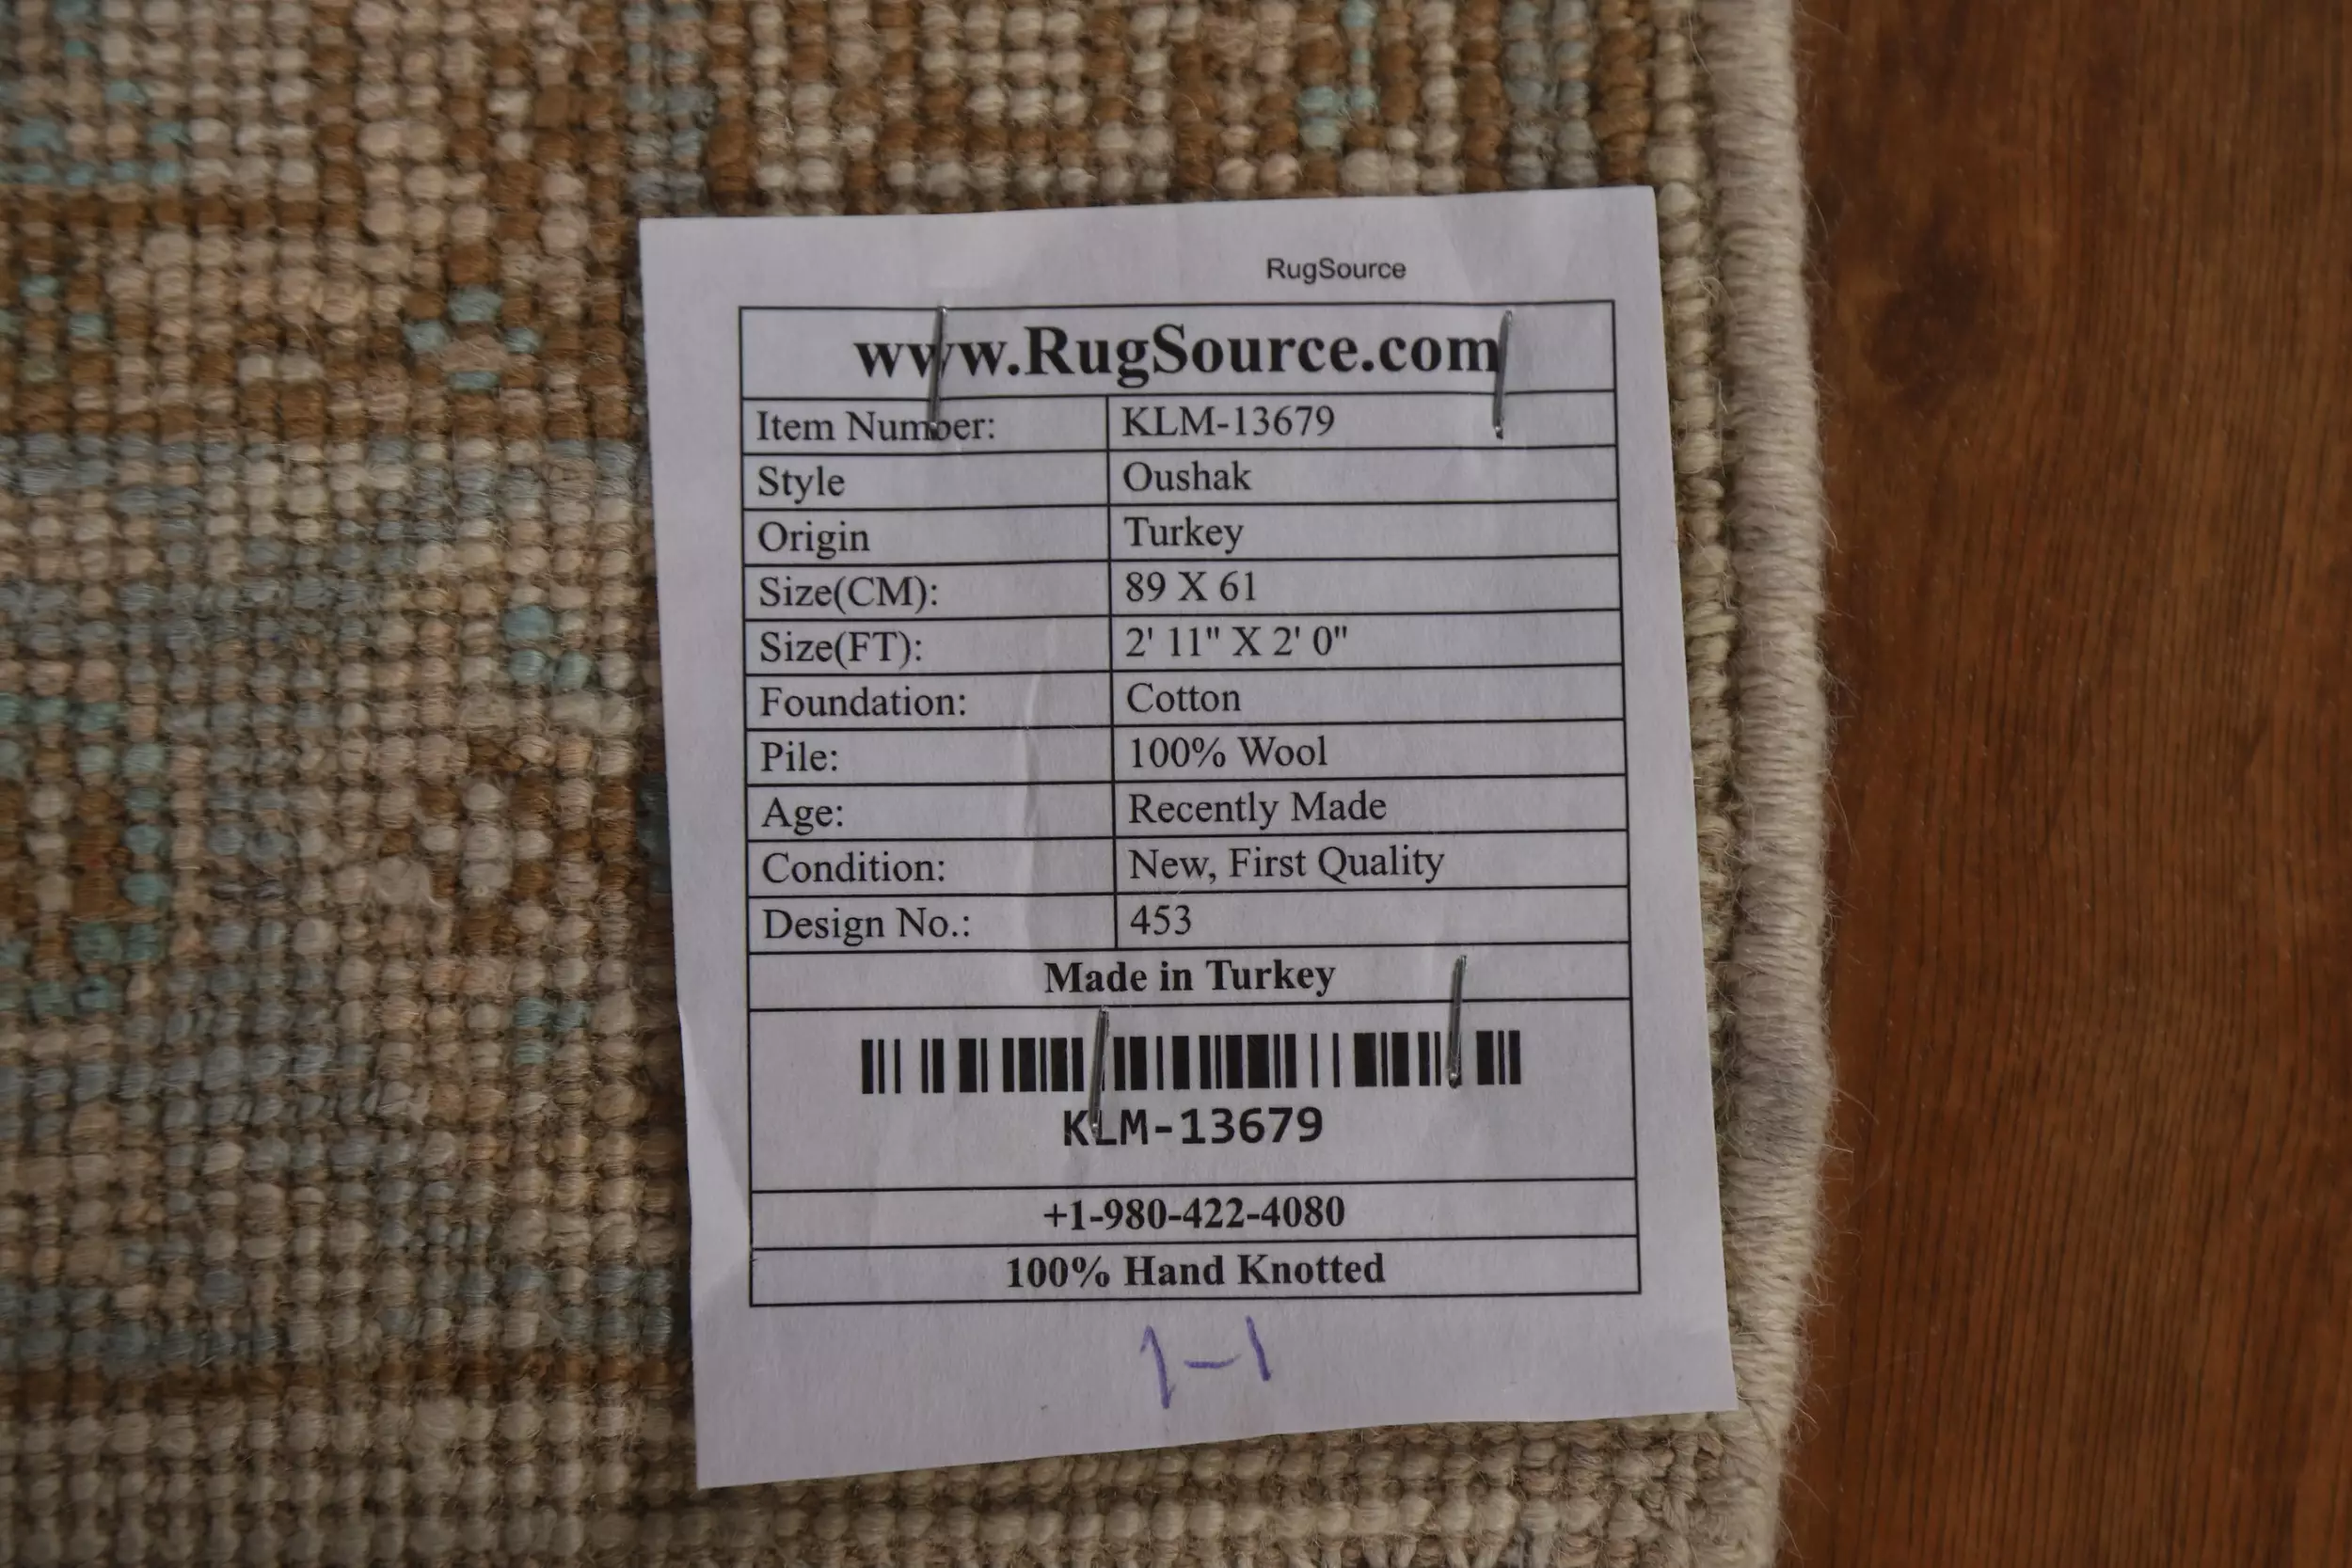 RugSource
www.RugSource.com
Item Number: KLM-13679
Style Oushak
Origin Turkey
Size(CM): 89 X 61
Size(FT): 2' 11" X 2' 0"
Foundation: Cotton
Pile: 100% Wool
Age: Recently Made
Condition: New, First Quality
Design No.: 453
Made in Turkey
KLM-13679
+1-980-422-4080
100% Hand Knotted
1-1